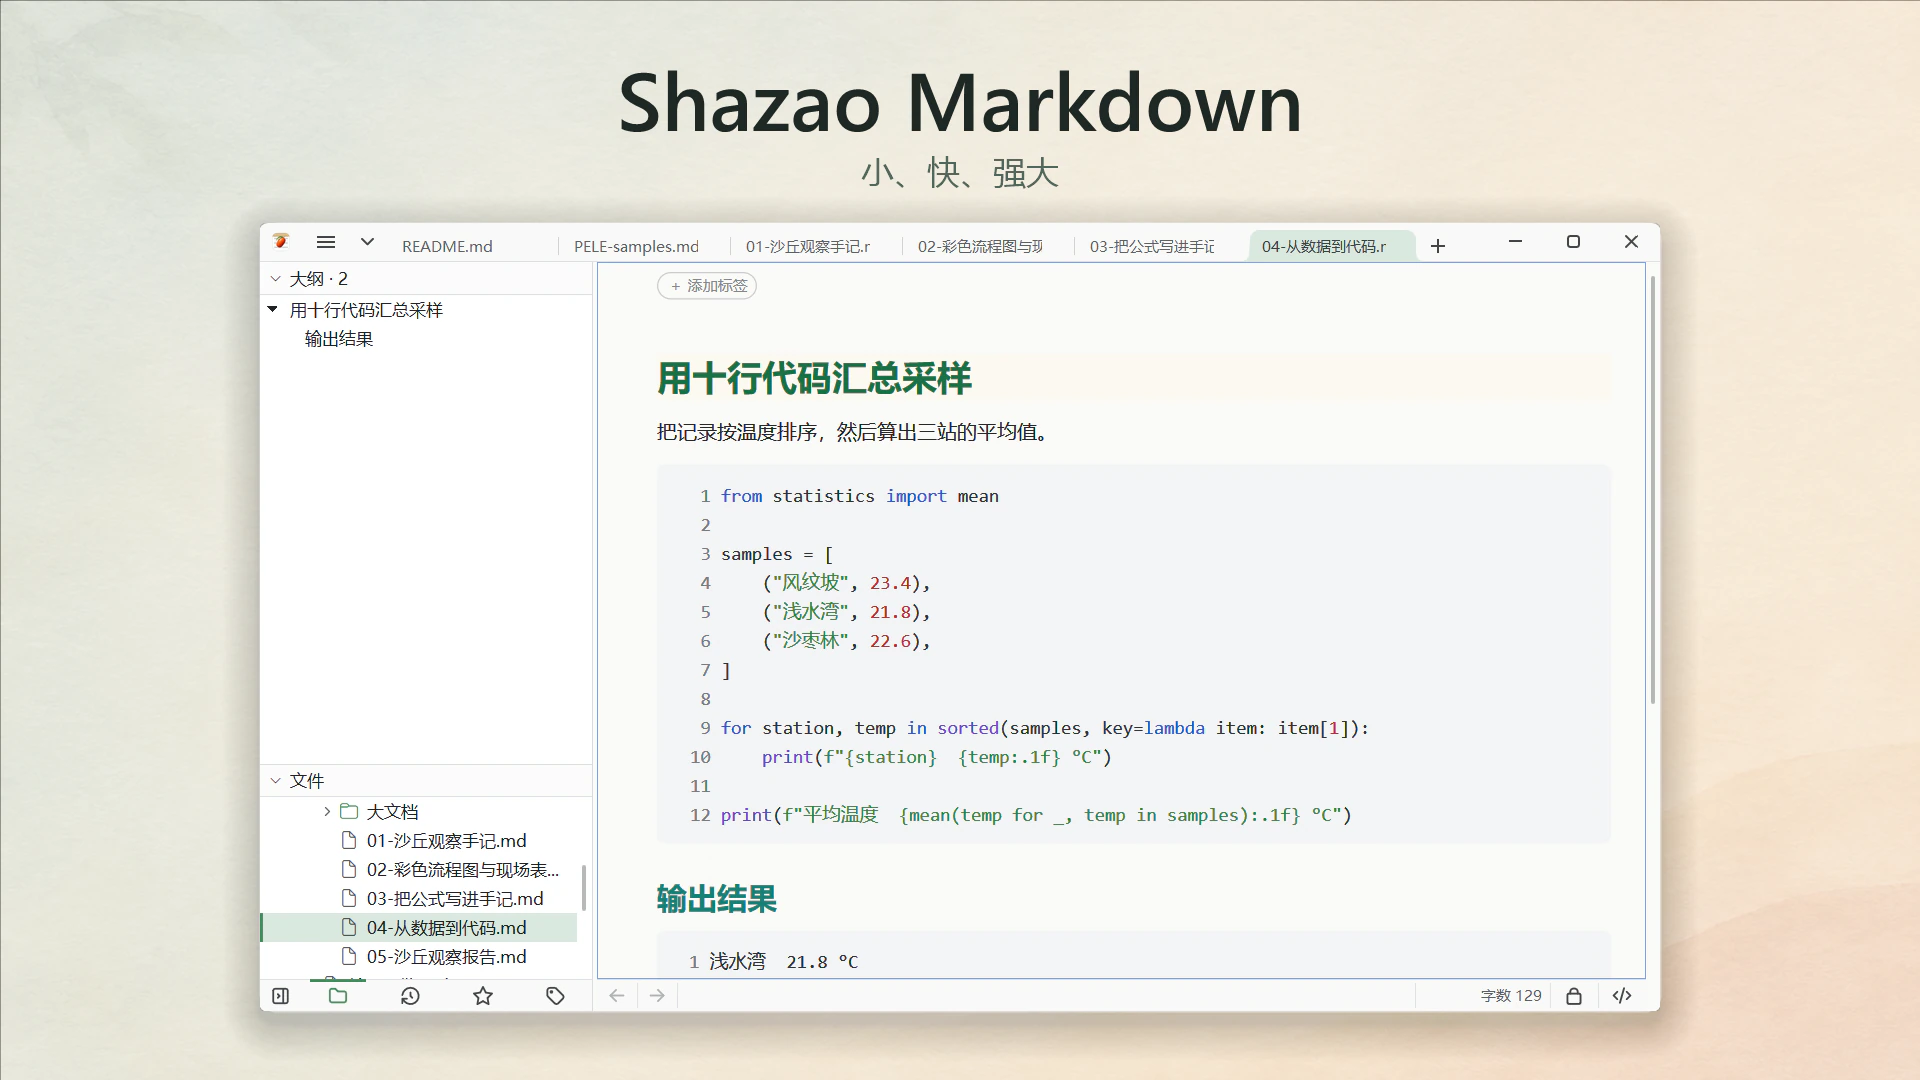 Shazao Markdown
小、快、强大
README.md
PELE-samples.md
01-沙丘观察手记.r
02-彩色流程图与现
03-把公式写进手记
04-从数据到代码.r
大纲 · 2
用十行代码汇总采样
输出结果
+ 添加标签
用十行代码汇总采样
把记录按温度排序，然后算出三站的平均值。
1 from statistics import mean
2
3 samples = [
4     ("风纹坡", 23.4),
5     ("浅水湾", 21.8),
6     ("沙枣林", 22.6),
7 ]
8
9 for station, temp in sorted(samples, key=lambda item: item[1]):
10     print(f"{station}  {temp:.1f} °C")
11
12 print(f"平均温度  {mean(temp for _, temp in samples):.1f} °C")
输出结果
1 浅水湾  21.8 °C
文件
大文档
01-沙丘观察手记.md
02-彩色流程图与现场表...
03-把公式写进手记.md
04-从数据到代码.md
05-沙丘观察报告.md
字数 129